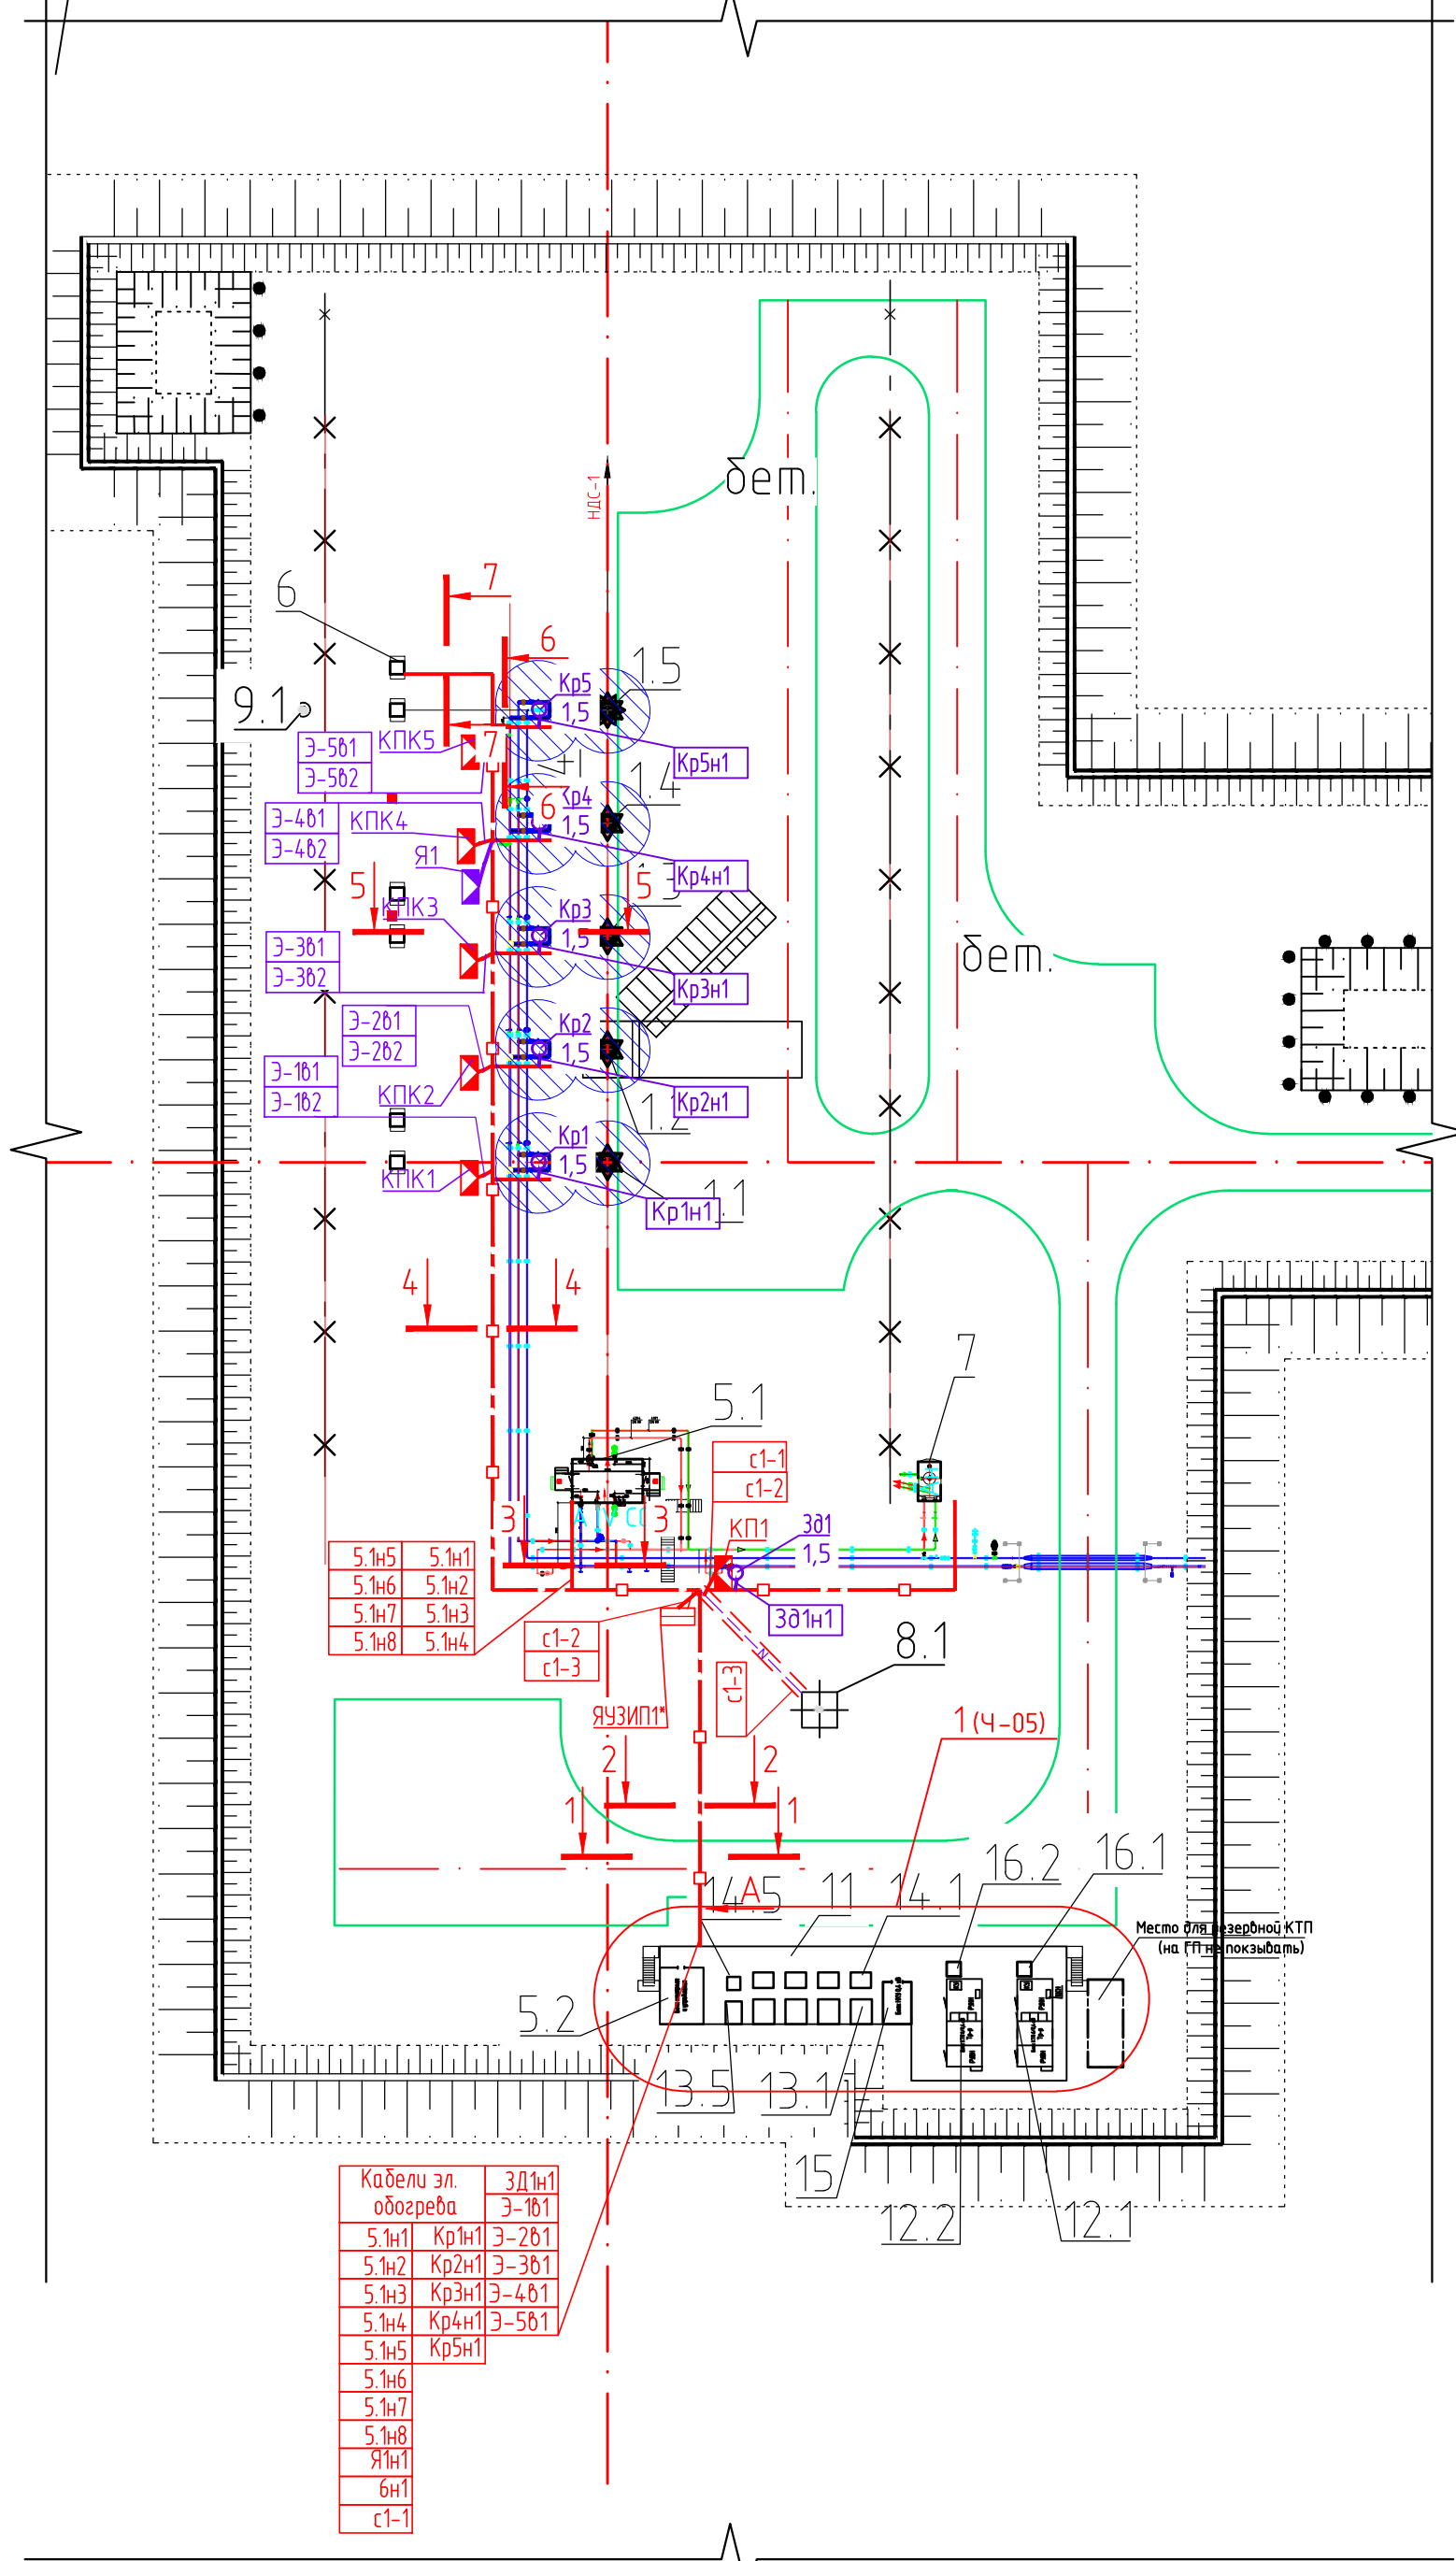 бет.
НДС-1
7
6
6
1.5
Кр5
1,5
9.1
КПК5
7
Э-5в1
Э-5в2
Кр5н1
1.4
Кр4
6
1,5
Э-4в1
Э-4в2
КПК4
Я1
Кр4н1
5
5
КПК3
Кр3
1,5
бет.
Э-3в1
Э-3в2
Кр3н1
Э-2в1
Э-2в2
Кр2
1,5
Э-1в1
Э-1в2
КПК2
Кр2н1
1.2
Кр1
1,5
КПК1
Кр1н1
1.1
4
4
7
5.1
с1-1
с1-2
3
3
КП1
Зд1
1,5
5.1н5 5.1н1
5.1н6 5.1н2
5.1н7 5.1н3
5.1н8 5.1н4
Зд1н1
с1-2
с1-3
8.1
с1-3
ЯУЗИП1*
1 (Ч-05)
2
2
1
1
16.2
16.1
14.5
А
11
14.1
Место для резервной КТП
(на ГП не покзывать)
5.2
13.5
13.1
15
12.2
12.1
Кабели эл. обогрева
ЗД1н1
Э-1в1
5.1н1 Кр1н1 Э-2в1
5.1н2 Кр2н1 Э-3в1
5.1н3 Кр3н1 Э-4в1
5.1н4 Кр4н1 Э-5в1
5.1н5 Кр5н1
5.1н6
5.1н7
5.1н8
Я1н1
6н1
с1-1